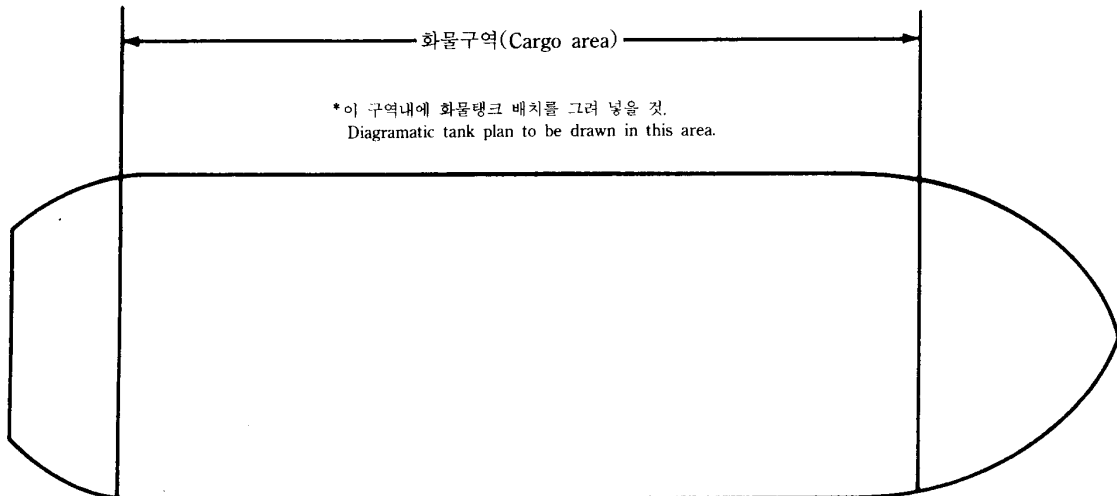 화물구역(Cargo area)
*이 구역내에 화물탱크 배치를 그려 넣을 것.
Diagramatic tank plan to be drawn in this area.